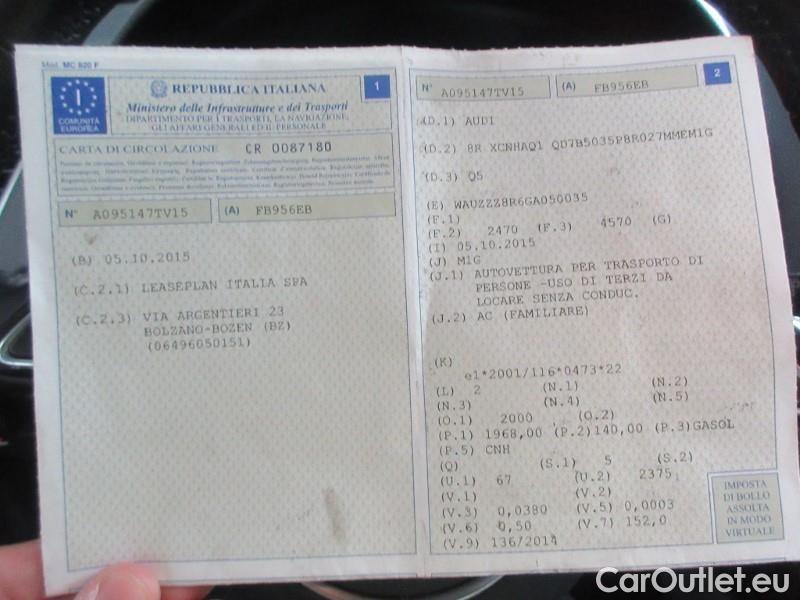 Mod. MC 820 F
I
COMUNITÀ
EUROPEA
REPUBBLICA ITALIANA
1
Ministero delle Infrastrutture e dei Trasporti
DIPARTIMENTO PER I TRASPORTI, LA NAVIGAZIONE,
GLI AFFARI GENERALI ED IL PERSONALE
CARTA DI CIRCOLAZIONE CR 0087180
N° A095147TV15 (A) FB956EB
(B) 05.10.2015
(C.2.1) LEASEPLAN ITALIA SPA
(C.2.3) VIA ARGENTIERI 23
BOLZANO-BOZEN (BZ)
(06496050151)
N° A095147TV15 (A) FB956EB
2
(D.1) AUDI
(D.2) 8R XCNHAQ1 QD7B5035P8R027MMEM1G
(D.3) Q5
(E) WAUZZZ8R6GA050035
(F.1)
(F.2) 2470 (F.3) 4570 (G)
(I) 05.10.2015
(J) M1G
(J.1) AUTOVETTURA PER TRASPORTO DI
PERSONE -USO DI TERZI DA
LOCARE SENZA CONDUC.
(J.2) AC (FAMILIARE)
(K)
e1*2001/116*0473*22
(L) 2 (N.1) (N.2)
(N.3) (N.4) (N.5)
(O.1) 2000 (O.2)
(P.1) 1968,00 (P.2)140,00 (P.3)GASOL
(P.5) CNH
(Q) (S.1) 5 (S.2)
(U.1) 67 (U.2) 2375
(V.1) (V.2)
(V.3) 0,0380 (V.5) 0,0003
(V.6) 0,50 (V.7) 152,0
(V.9) 136/2014
IMPOSTA
DI BOLLO
ASSOLTA
IN MODO
VIRTUALE
CarOutlet.eu